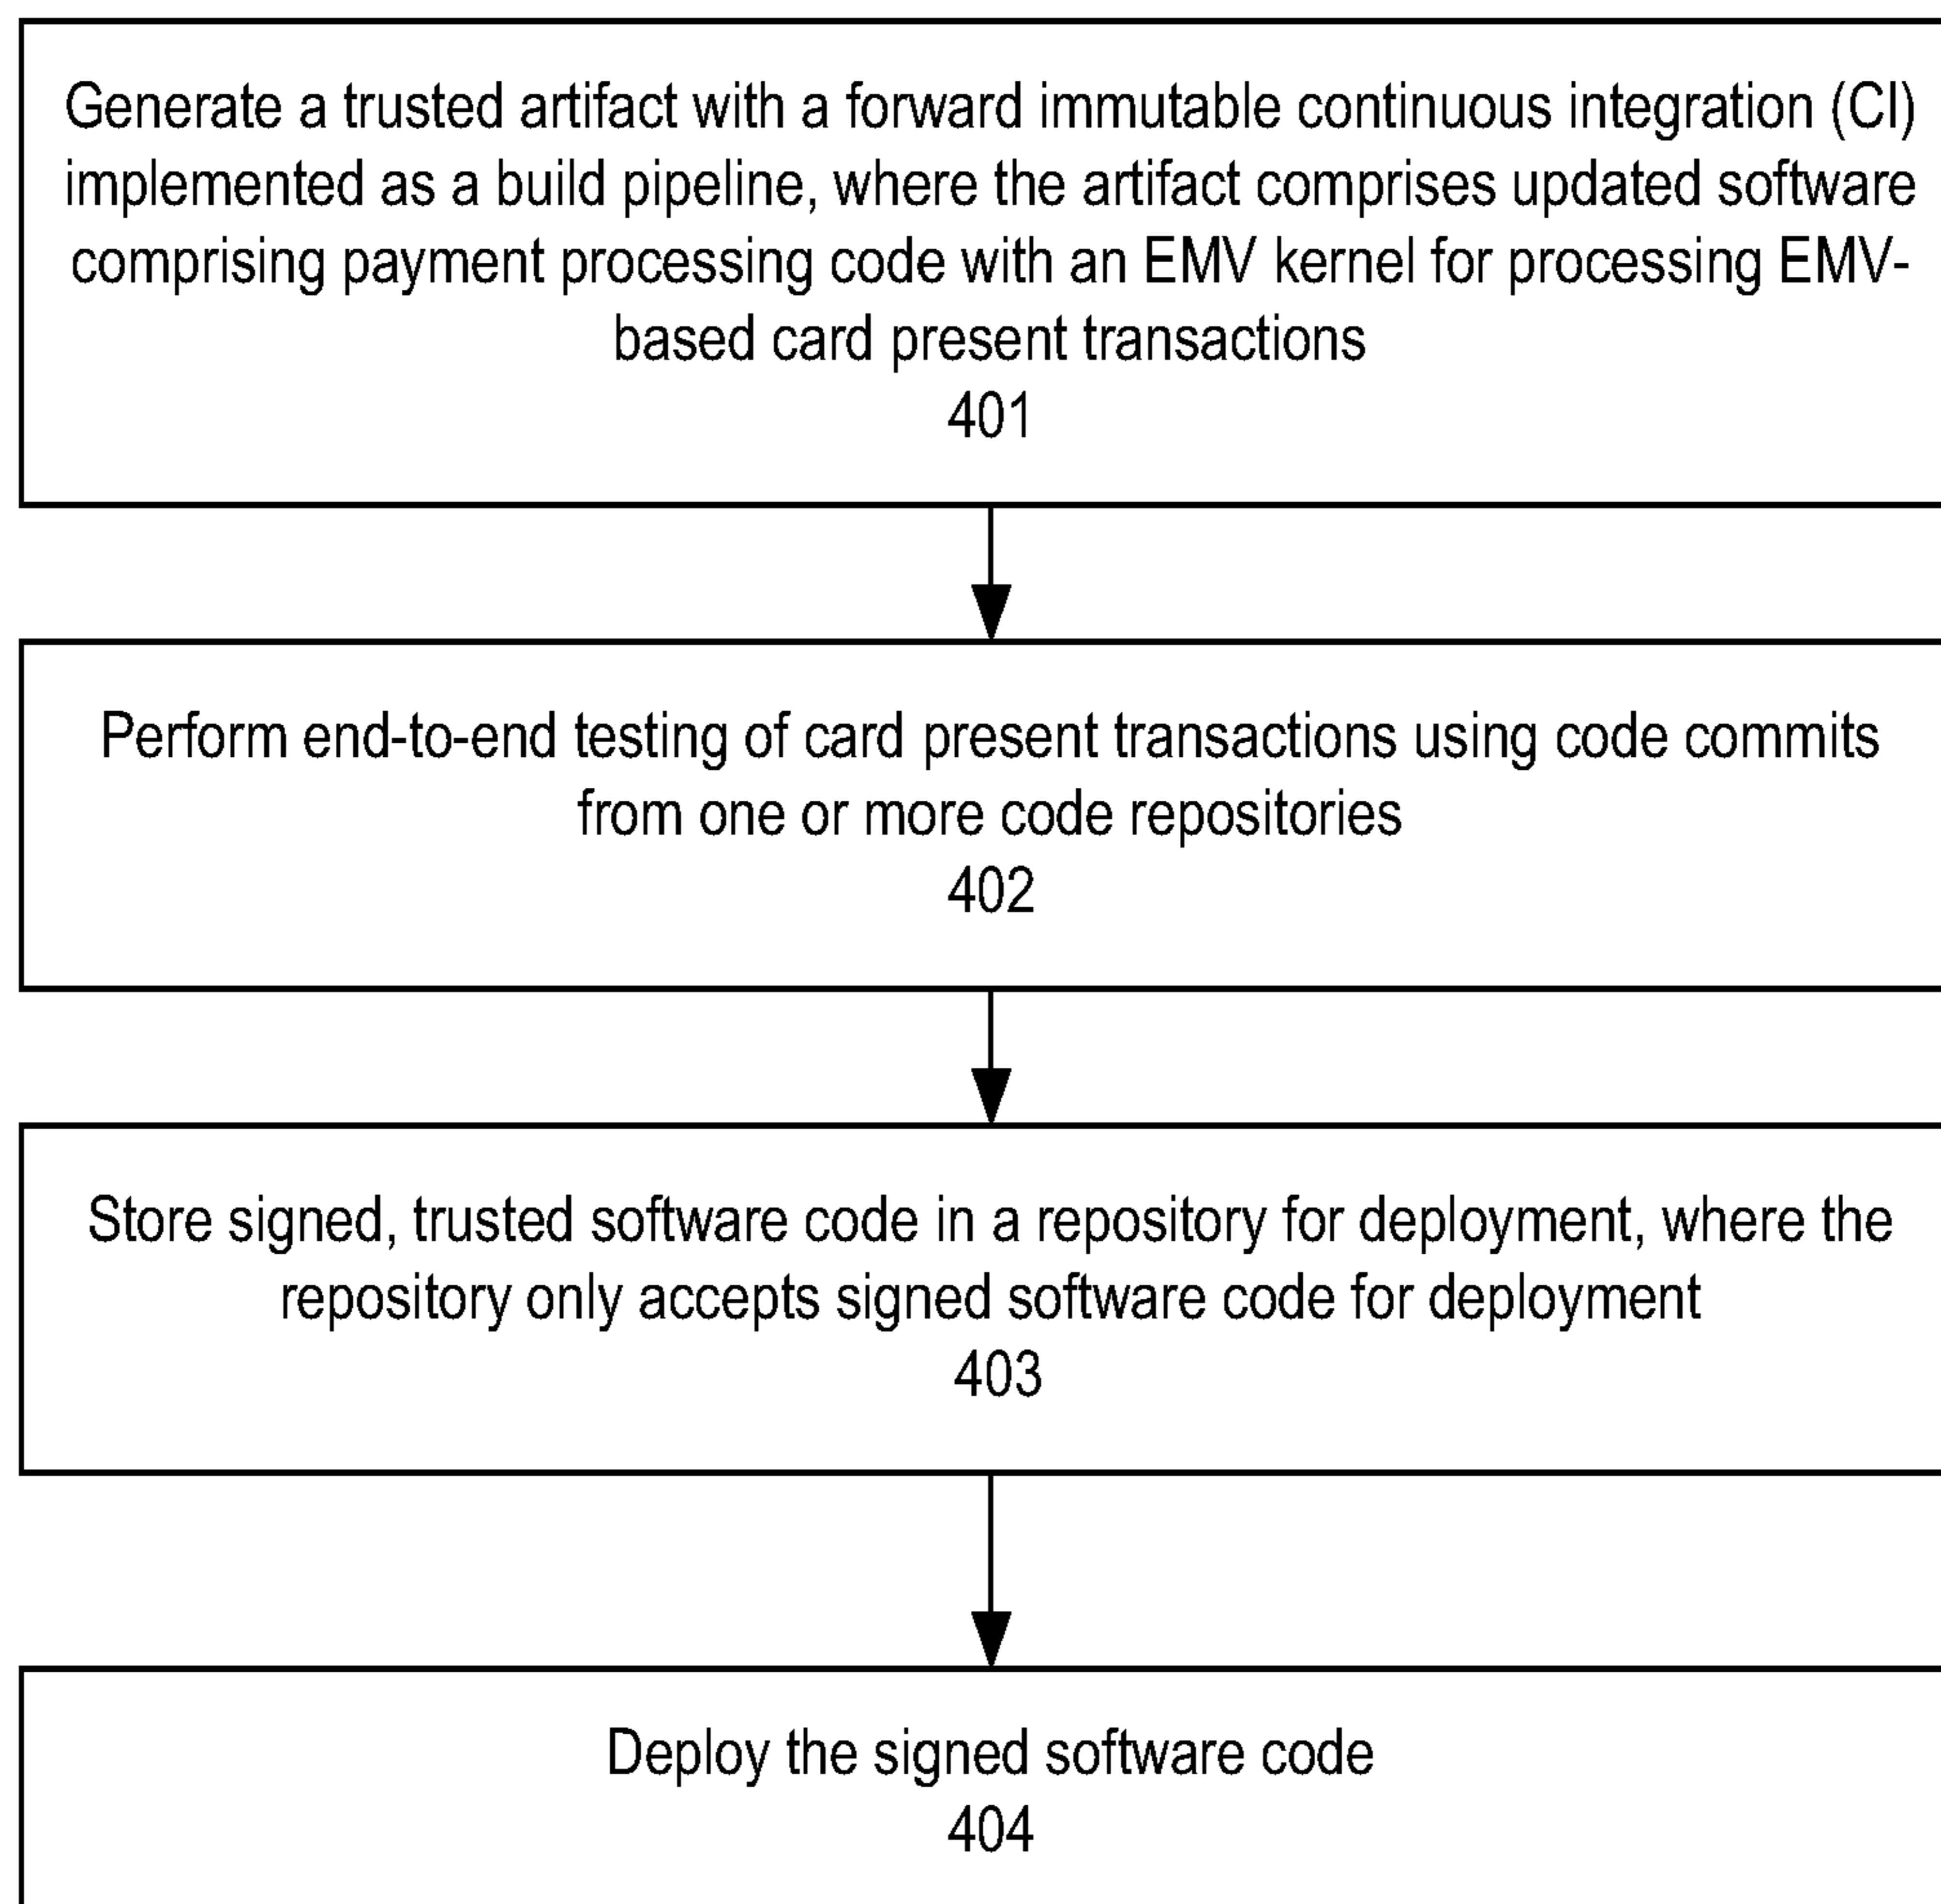 Generate a trusted artifact with a forward immutable continuous integration (CI)
implemented as a build pipeline, where the artifact comprises updated software
comprising payment processing code with an EMV kernel for processing EMV-
based card present transactions
401
Perform end-to-end testing of card present transactions using code commits
from one or more code repositories
402
Store signed, trusted software code in a repository for deployment, where the
repository only accepts signed software code for deployment
403
Deploy the signed software code
404